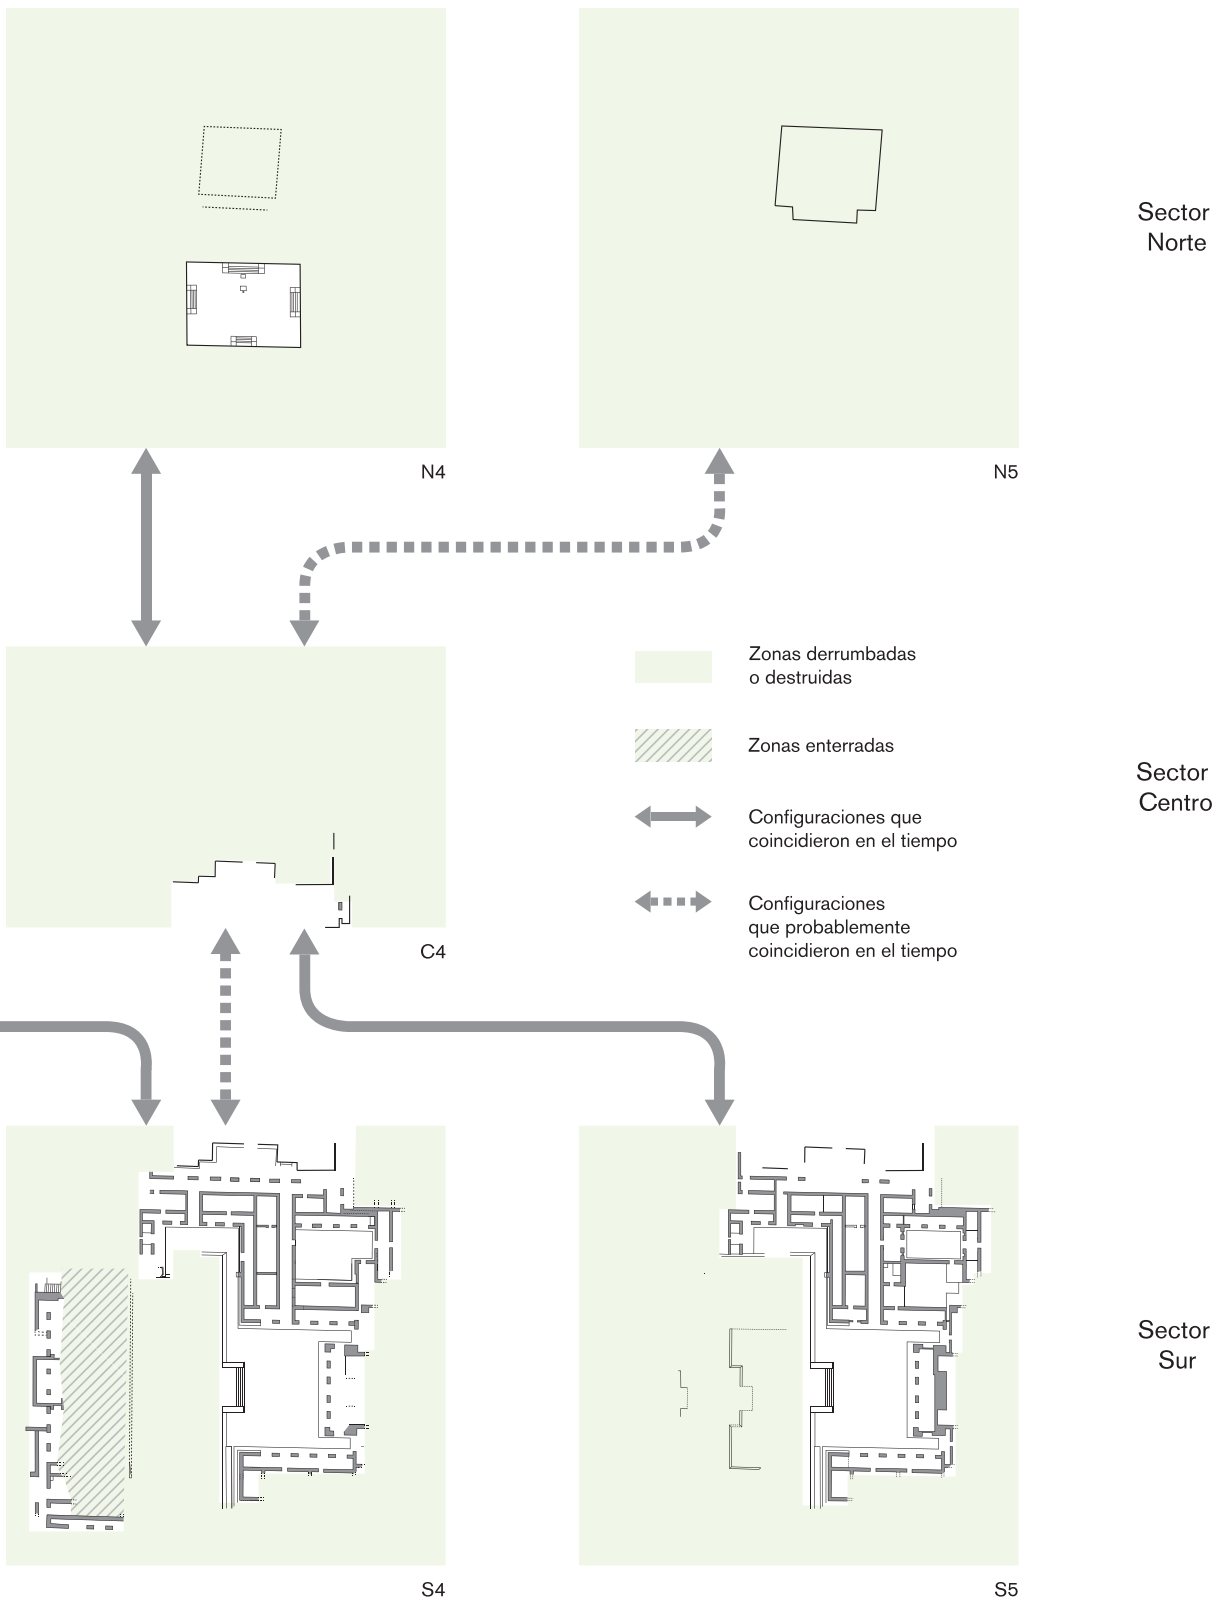 Sector
Norte
N4
N5
Zonas derrumbadas
o destruidas
Zonas enterradas
Configuraciones que
coincidieron en el tiempo
Configuraciones
que probablemente
coincidieron en el tiempo
Sector
Centro
C4
Sector
Sur
S4
S5